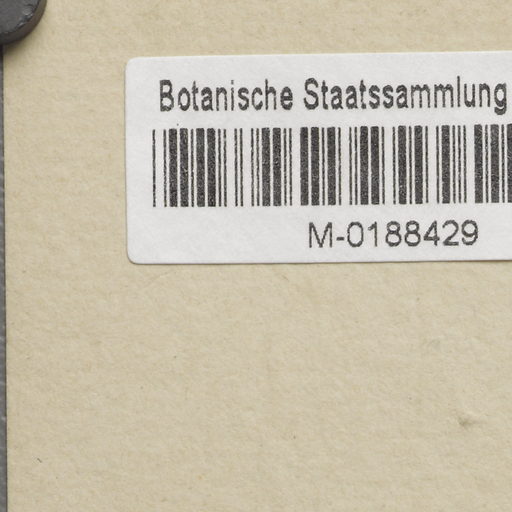 Botanische Staatssammlung
M-0188429